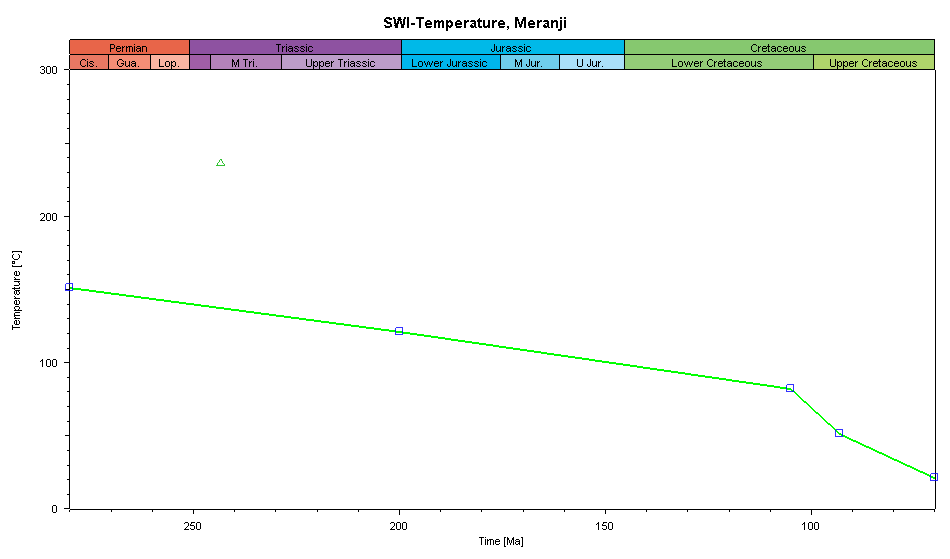 SWI-Temperature, Meranji
Permian Triassic Jurassic Cretaceous
Cis. Gua. Lop. M Tri. Upper Triassic Lower Jurassic M Jur. U Jur. Lower Cretaceous Upper Cretaceous
300
200
Temperature [°C]
100
0
250 200 150 100
Time [Ma]